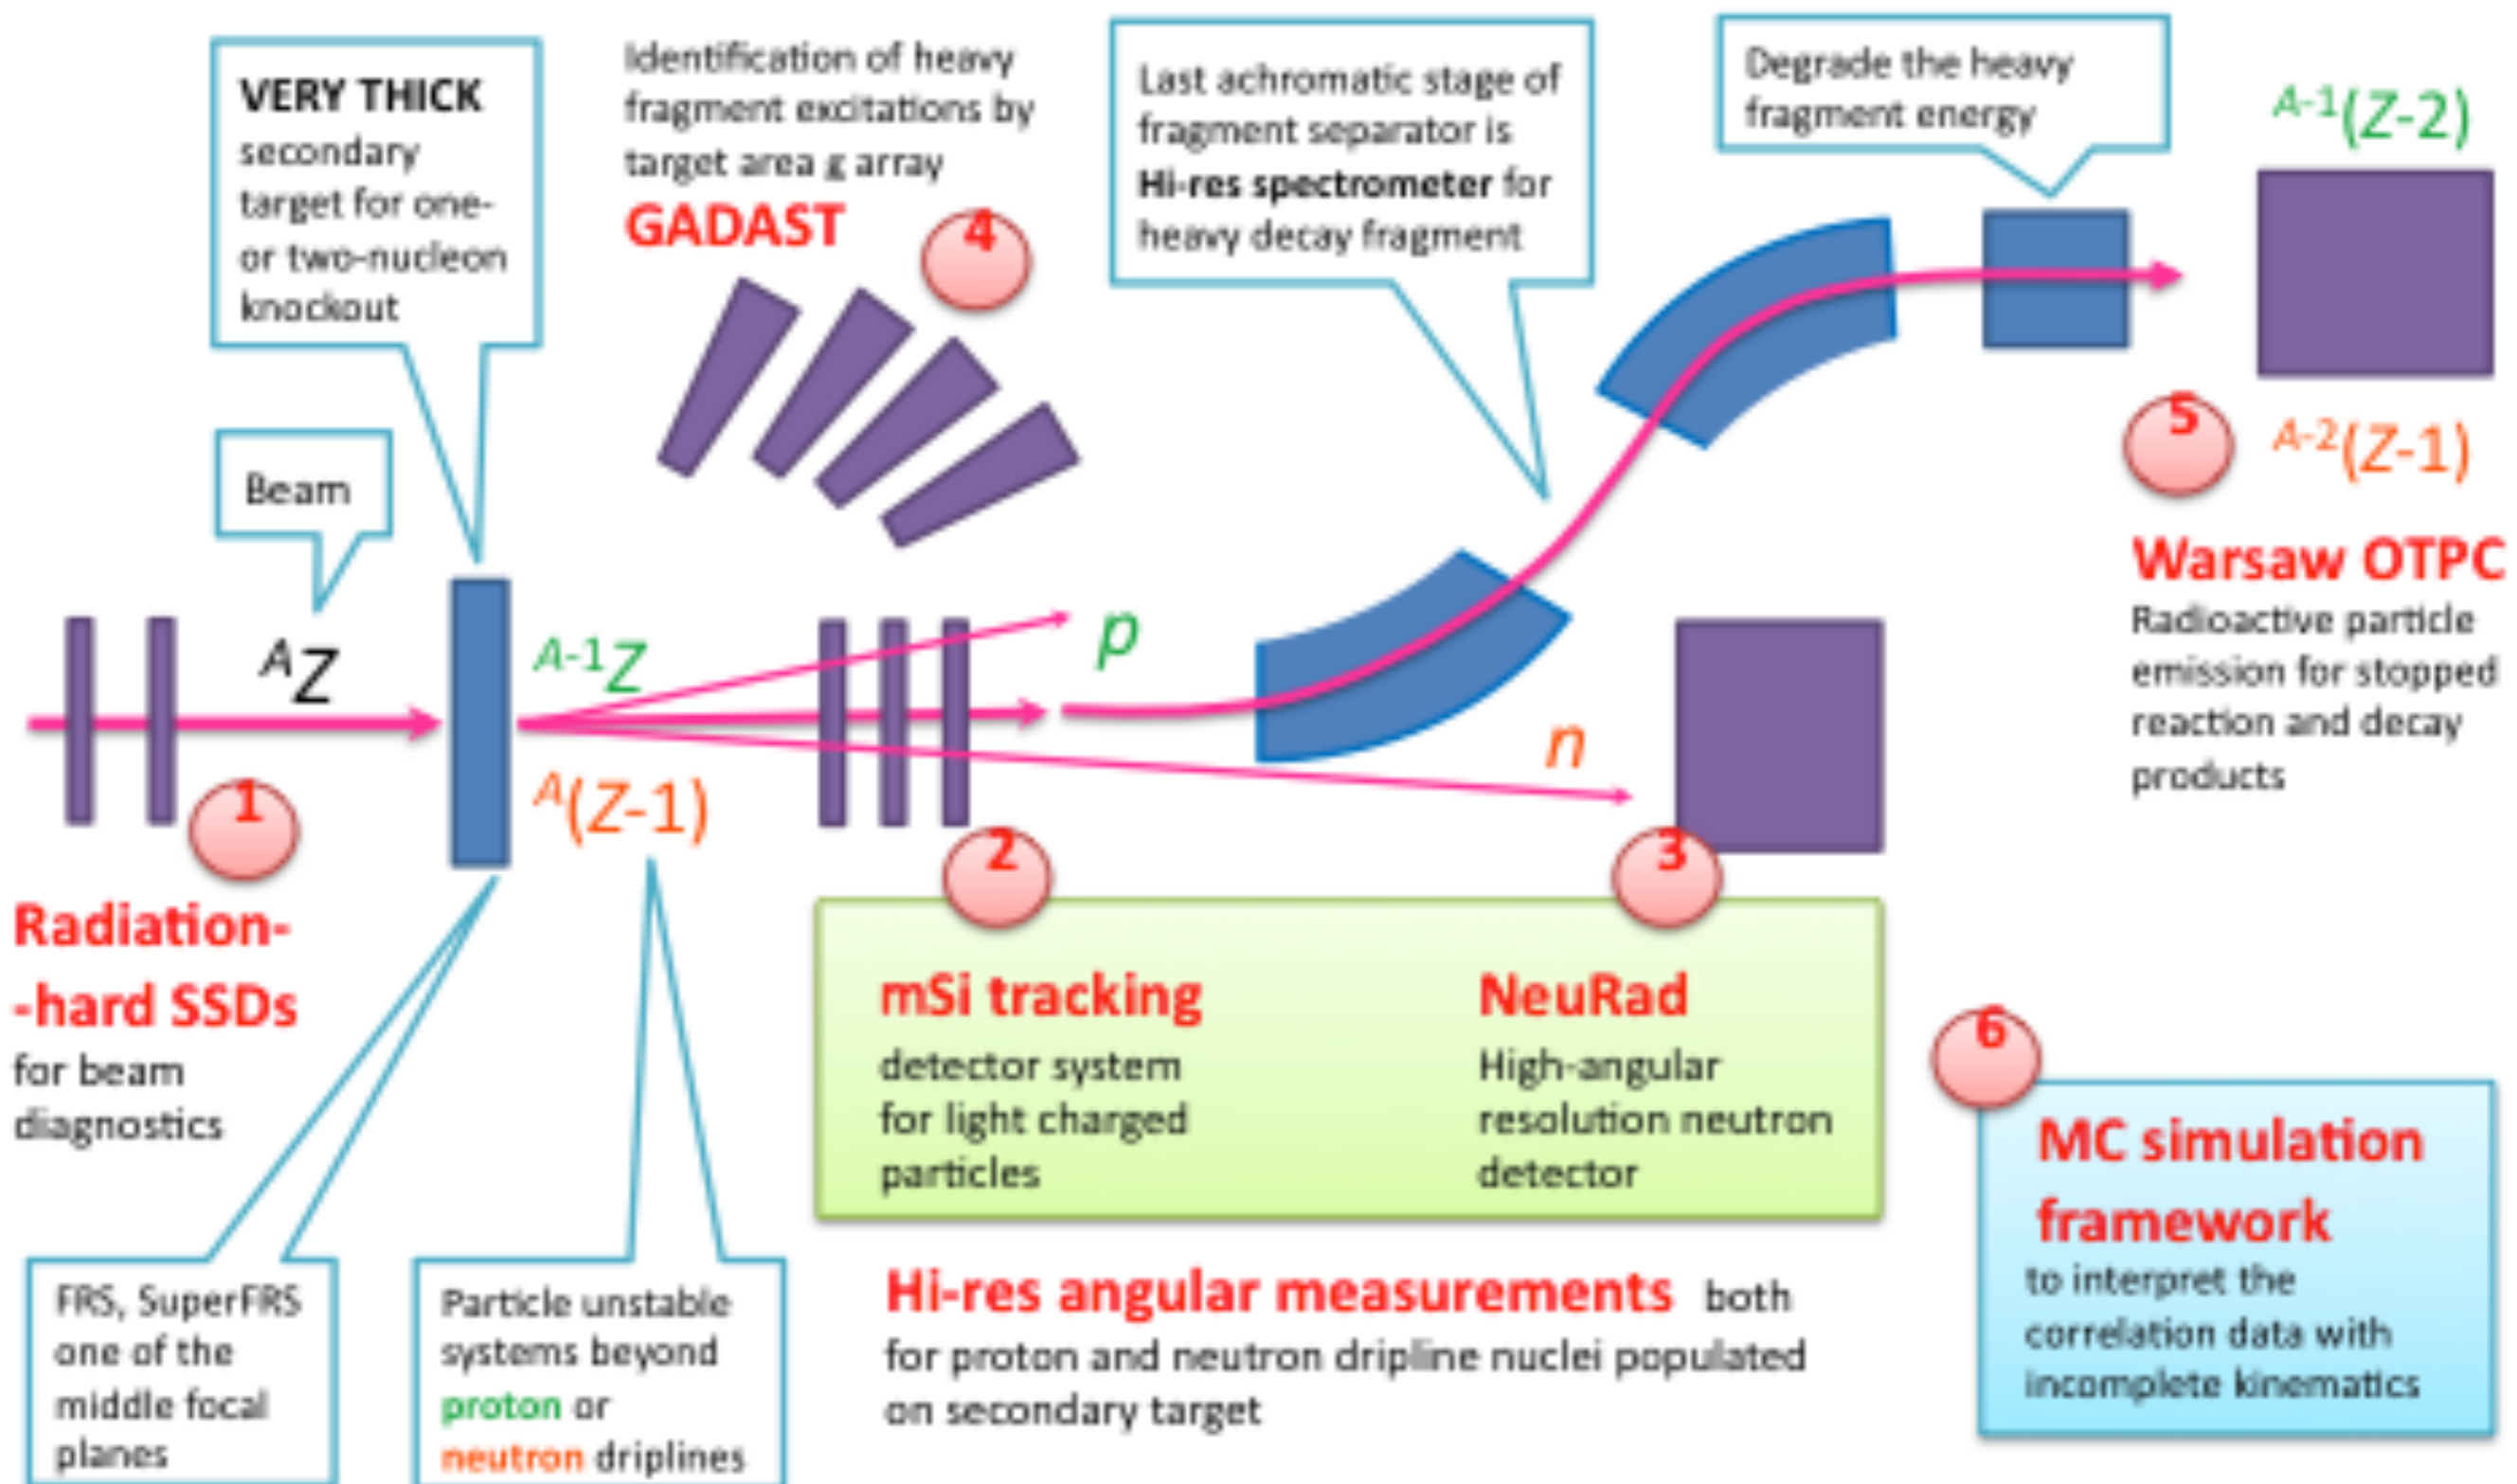 VERY THICK
secondary
target for one-
or two-nucleon
knockout
Identification of heavy
fragment excitations by
target area g array
GADAST
4
Last achromatic stage of
fragment separator is
Hi-res spectrometer for
heavy decay fragment
Degrade the heavy
fragment energy
A-1(Z-2)
5
A-2(Z-1)
Warsaw OTPC
Radioactive particle
emission for stopped
reaction and decay
products
Beam
AZ
A-1Z
A(Z-1)
p
n
1
Radiation-
-hard SSDs
for beam
diagnostics
2
mSi tracking
detector system
for light charged
particles
3
NeuRad
High-angular
resolution neutron
detector
6
MC simulation
framework
to interpret the
correlation data with
incomplete kinematics
FRS, SuperFRS
one of the
middle focal
planes
Particle unstable
systems beyond
proton or
neutron driplines
Hi-res angular measurements both
for proton and neutron dripline nuclei populated
on secondary target